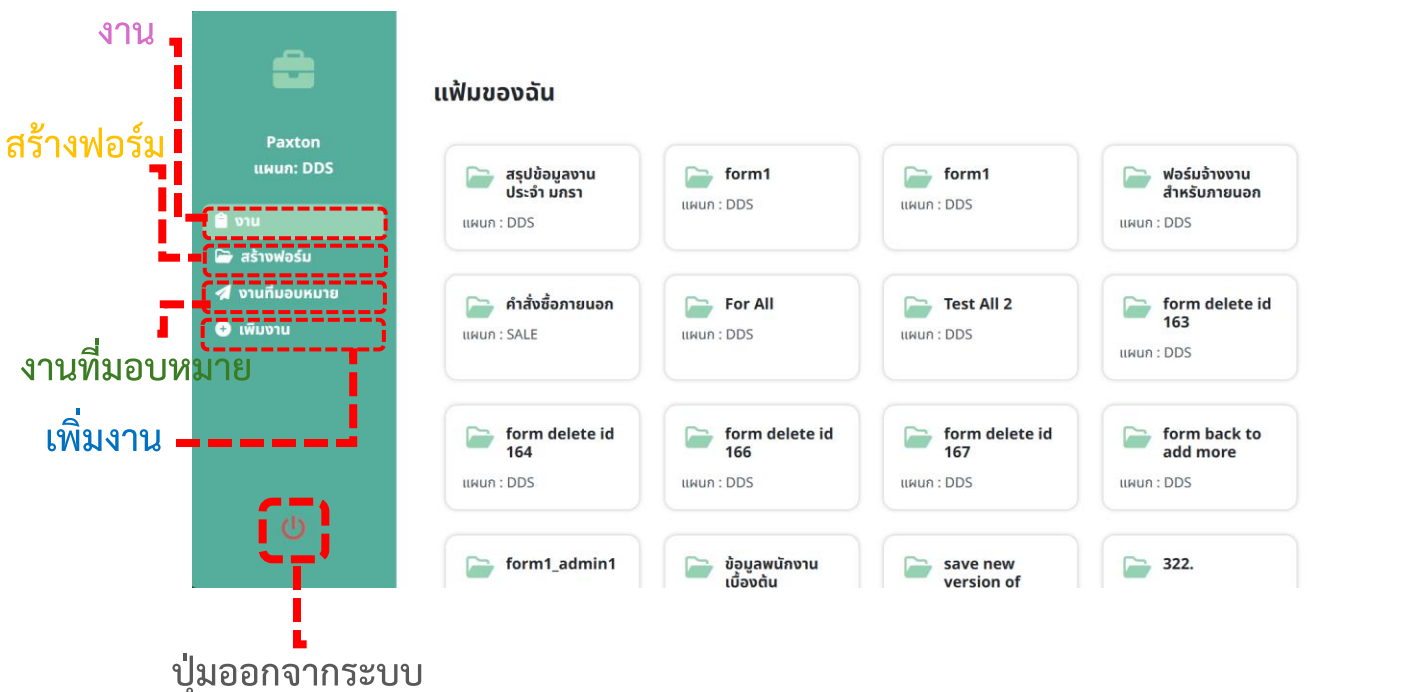 งาน
สร้างฟอร์ม
งานที่มอบหมาย
เพิ่มงาน
ปุ่มออกจากระบบ
Paxton
แผนก: DDS
งาน
สร้างฟอร์ม
งานที่มอบหมาย
เพิ่มงาน
แฟ้มของฉัน
สรุปข้อมูลงาน
ประจำ มกรา
แผนก : DDS
form1
แผนก : DDS
form1
แผนก : DDS
ฟอร์มจ้างงาน
สำหรับภายนอก
แผนก : DDS
คำสั่งซื้อภายนอก
แผนก : SALE
For All
แผนก : DDS
Test All 2
แผนก : DDS
form delete id
163
แผนก : DDS
form delete id
164
แผนก : DDS
form delete id
166
แผนก : DDS
form delete id
167
แผนก : DDS
form back to
add more
แผนก : DDS
form1_admin1
ข้อมูลพนักงาน
เบื้องต้น
save new
version of
322.